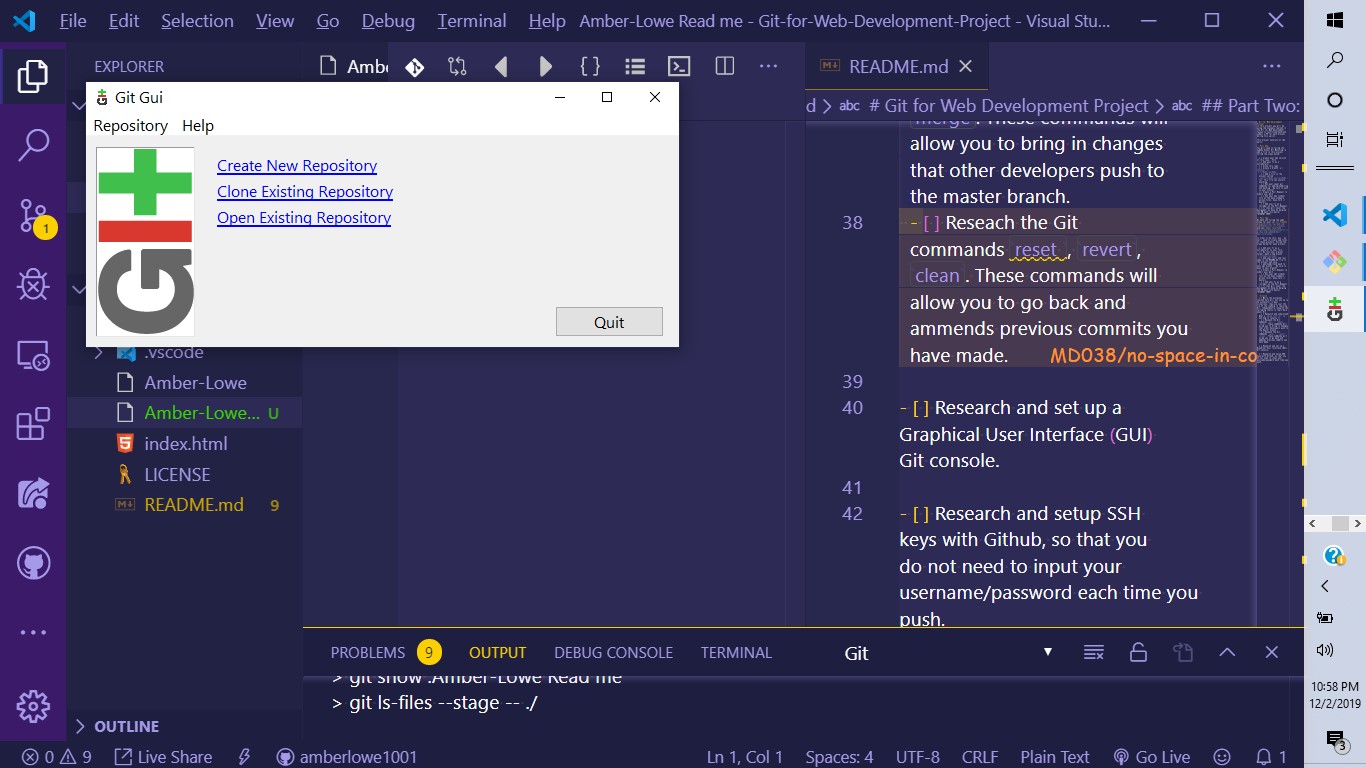 File Edit Selection View Go Debug Terminal Help Amber-Lowe Read me - Git-for-Web-Development-Project - Visual Stu...
EXPLORER
Ambe
README.md
d > abc # Git for Web Development Project > abc ## Part Two:
Git Gui
Repository Help
Create New Repository
Clone Existing Repository
Open Existing Repository
Quit
GIT
1
.vscode
Amber-Lowe
Amber-Lowe... U
index.html
LICENSE
README.md 9
OUTLINE
merge . These commands will
allow you to bring in changes
that other developers push to
the master branch.
38 - [ ] Reseach the Git
commands reset , revert ,
clean . These commands will
allow you to go back and
ammends previous commits you
have made. MD038/no-space-in-co
39
40 - [ ] Research and set up a
Graphical User Interface (GUI)
Git console.
41
42 - [ ] Research and setup SSH
keys with Github, so that you
do not need to input your
username/password each time you
push.
PROBLEMS 9 OUTPUT DEBUG CONSOLE TERMINAL Git
> git show :Amber-Lowe Read me
> git ls-files --stage -- ./
0 9 Live Share amberlowe1001 Ln 1, Col 1 Spaces: 4 UTF-8 CRLF Plain Text Go Live 1
10:58 PM
12/2/2019
3